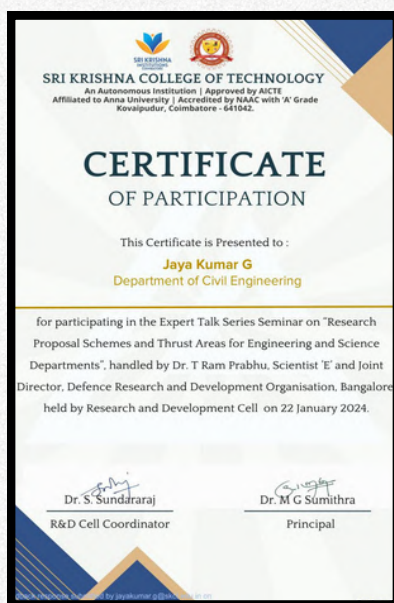 SRI KRISHNA
INSTITUTIONS
SRI KRISHNA COLLEGE OF TECHNOLOGY
An Autonomous Institution | Approved by AICTE
Affiliated to Anna University | Accredited by NAAC with 'A' Grade
Kovaipudur, Coimbatore - 641042.
CERTIFICATE
OF PARTICIPATION
This Certificate is Presented to :
Jaya Kumar G
Department of Civil Engineering
for participating in the Expert Talk Series Seminar on "Research
Proposal Schemes and Thrust Areas for Engineering and Science
Departments", handled by Dr. T Ram Prabhu, Scientist 'E' and Joint
Director, Defence Research and Development Organisation, Bangalore
held by Research and Development Cell on 22 January 2024.
Dr. S. Sundararaj
Dr. M G Sumithra
R&D Cell Coordinator
Principal
by jayakumar